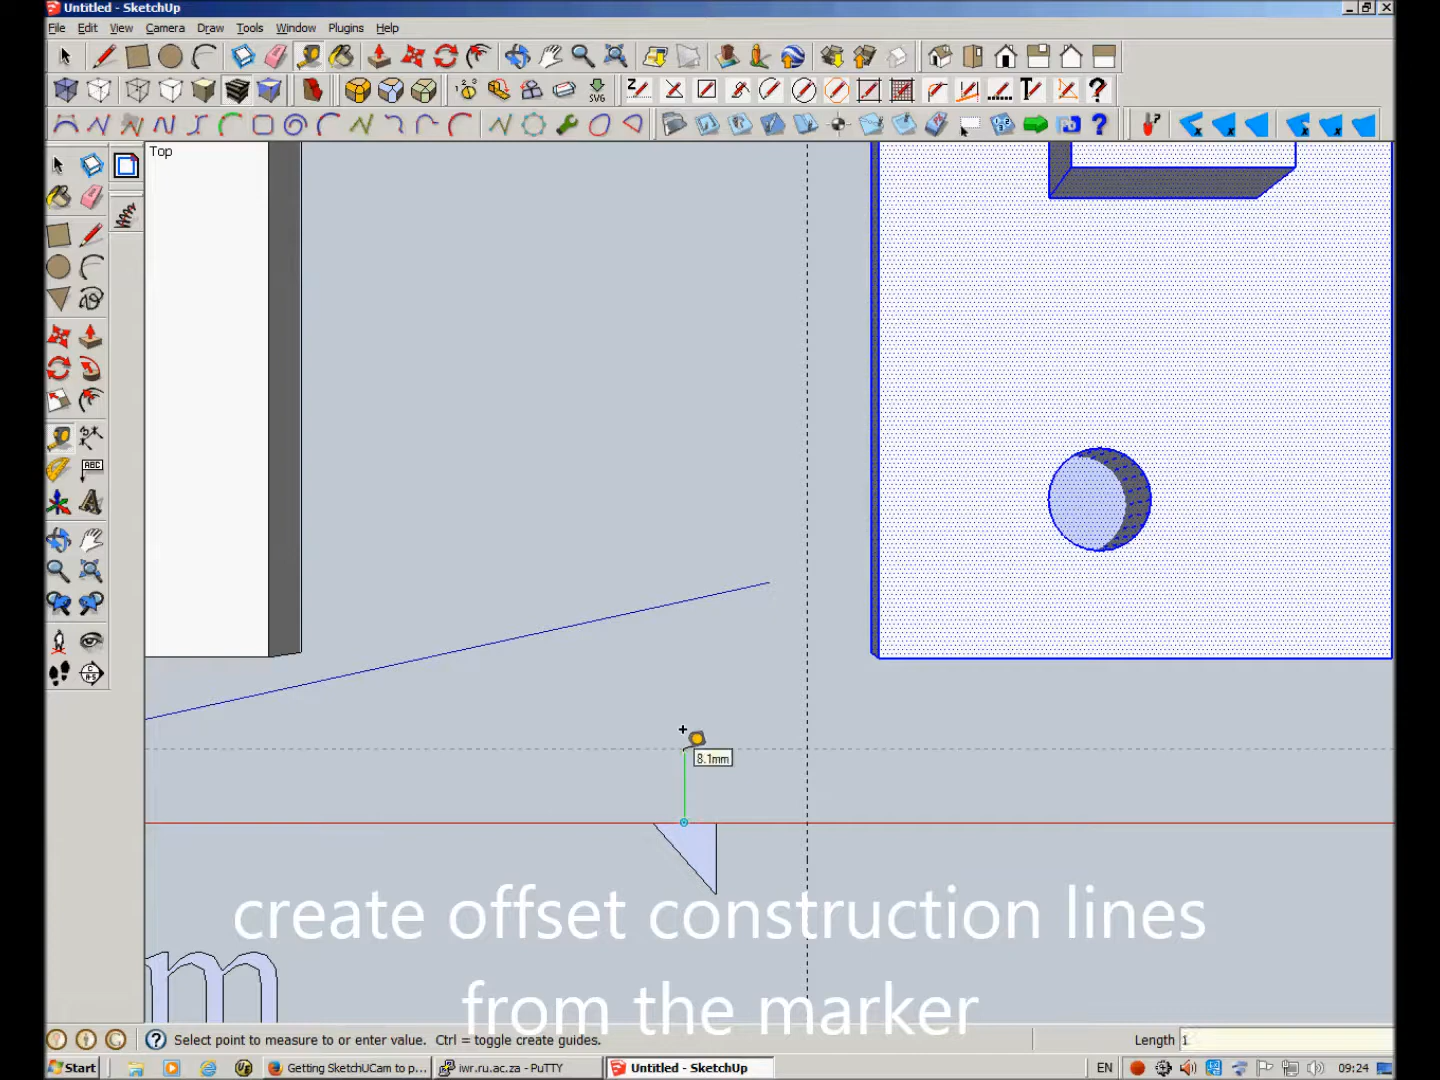 Untitled - SketchUp
File Edit View Camera Draw Tools Window Plugins Help
Top
8.1mm
create offset construction lines
from the marker
m
Select point to measure to or enter value. Ctrl = toggle create guides.
Length 1
Start
Getting SketchUCam to p...
iwr.ru.ac.za - PuTTY
Untitled - SketchUp
EN
09:24